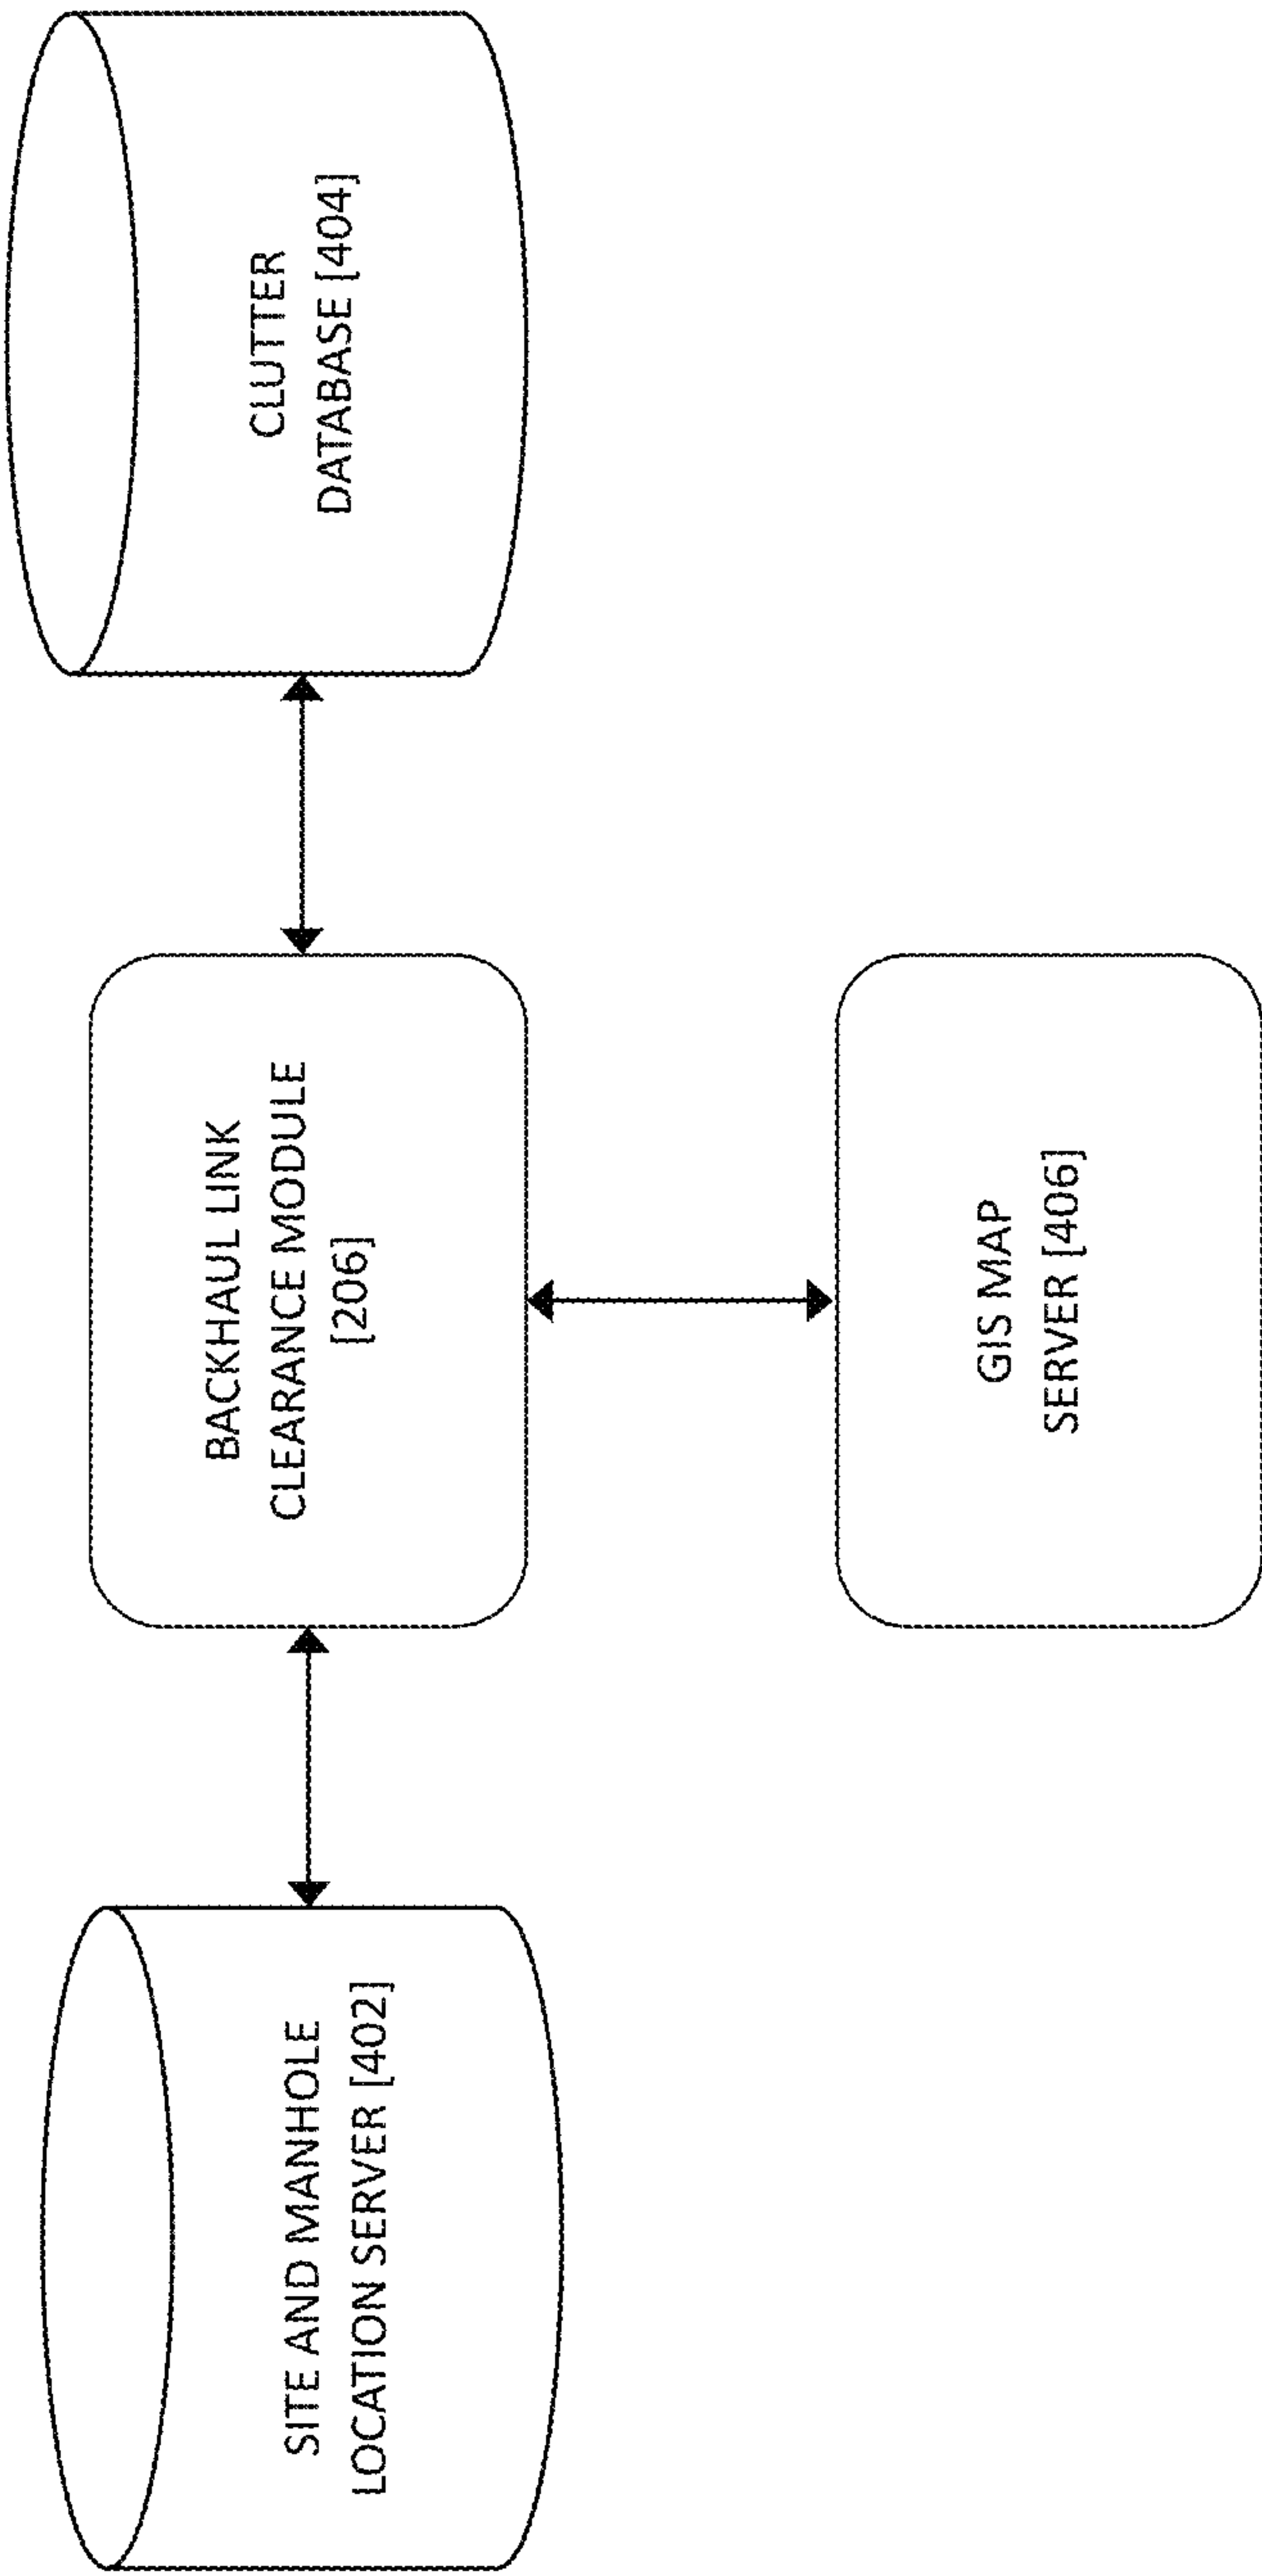 SITE AND MANHOLE
LOCATION SERVER [402]
BACKHAUL LINK
CLEARANCE MODULE
[206]
CLUTTER
DATABASE [404]
GIS MAP
SERVER [406]